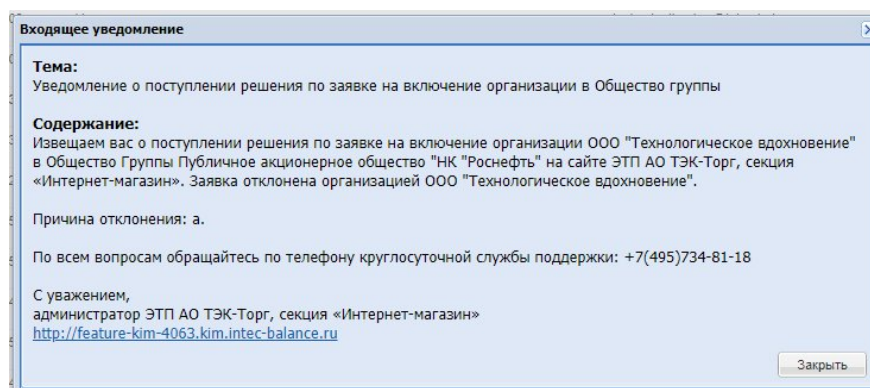 Входящее уведомление
Тема:
Уведомление о поступлении решения по заявке на включение организации в Общество группы
Содержание:
Извещаем вас о поступлении решения по заявке на включение организации ООО "Технологическое вдохновение"
в Общество Группы Публичное акционерное общество "НК "Роснефть" на сайте ЭТП АО ТЭК-Торг, секция
«Интернет-магазин». Заявка отклонена организацией ООО "Технологическое вдохновение".
Причина отклонения: а.
По всем вопросам обращайтесь по телефону круглосуточной службы поддержки: +7(495)734-81-18
С уважением,
администратор ЭТП АО ТЭК-Торг, секция «Интернет-магазин»
http://feature-kim-4063.kim.intec-balance.ru
Закрыть